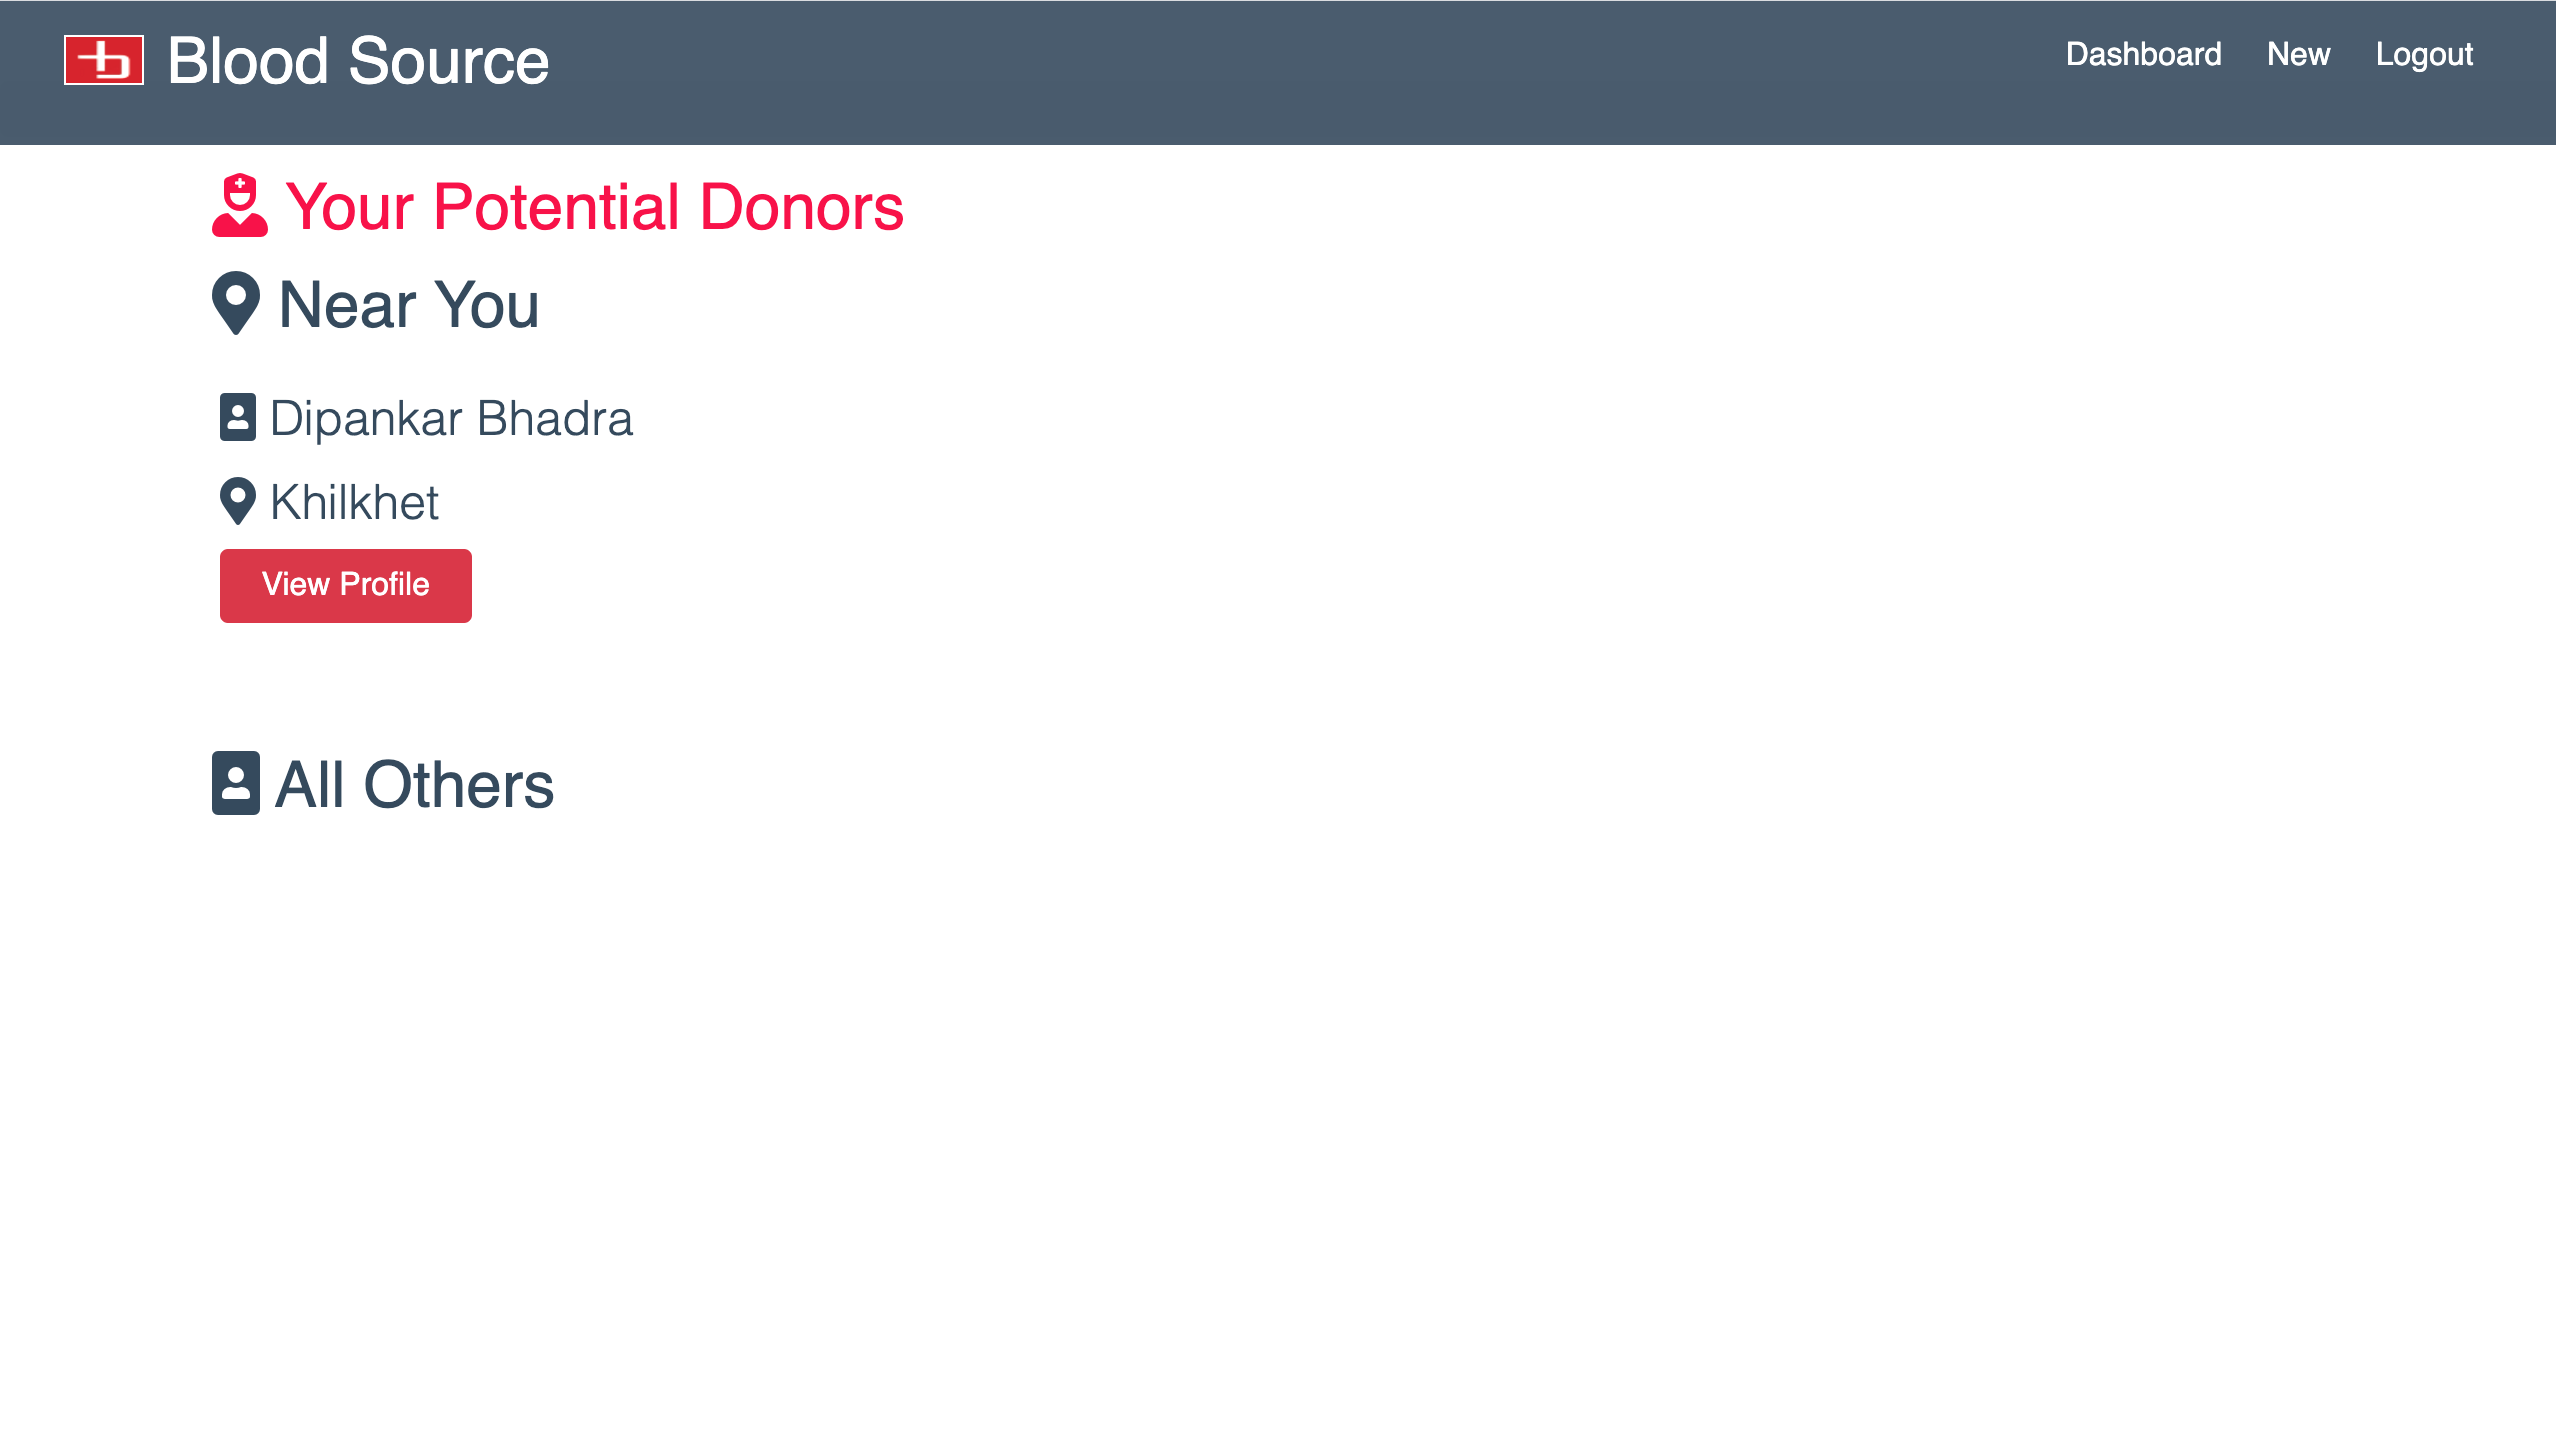 Blood Source
Dashboard New Logout
Your Potential Donors
Near You
Dipankar Bhadra
Khilkhet
View Profile
All Others